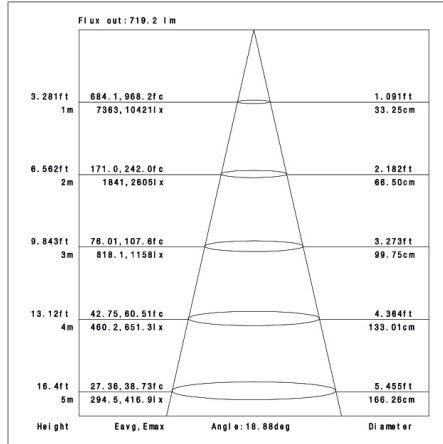 Flux out:719.2 lm
3.281ft 684.1,968.2fc 1.091ft
1m 7363,10421lx 33.25cm
6.562ft 171.0,242.0fc 2.182ft
2m 1841,2605lx 66.50cm
9.843ft 76.01,107.6fc 3.273ft
3m 818.1,1158lx 99.75cm
13.12ft 42.75,60.51fc 4.364ft
4m 460.2,651.3lx 133.01cm
16.4ft 27.36,38.73fc 5.455ft
5m 294.5,416.9lx 166.26cm
Height Eavg,Emax Angle:18.88deg Diameter